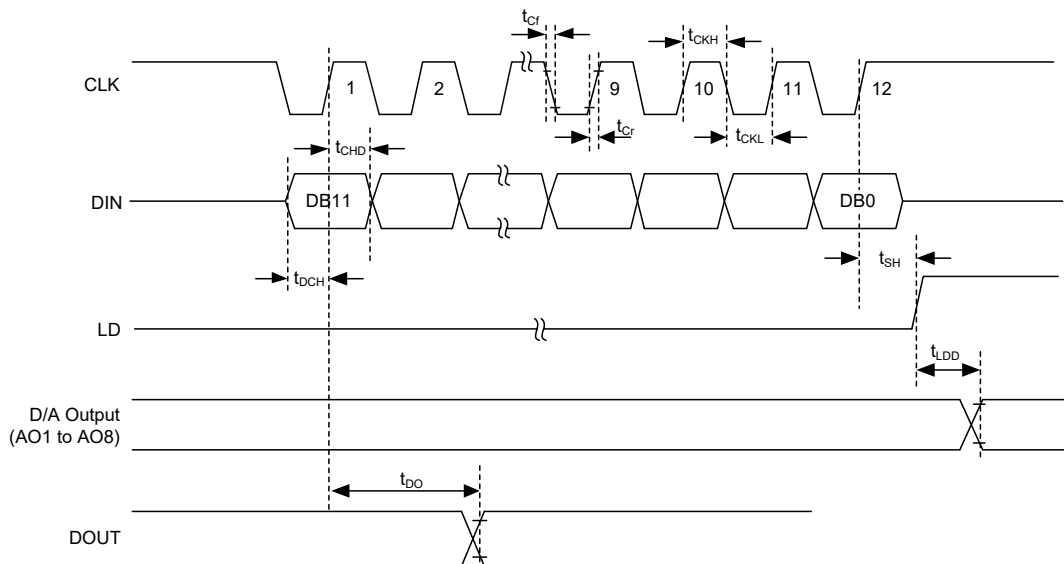 tCf
tCKH
CLK
1
2
9
10
11
12
tCr
tCKL
tCHD
DIN
DB11
DB0
tSH
tDCH
LD
tLDD
D/A Output
(AO1 to AO8)
tDO
DOUT